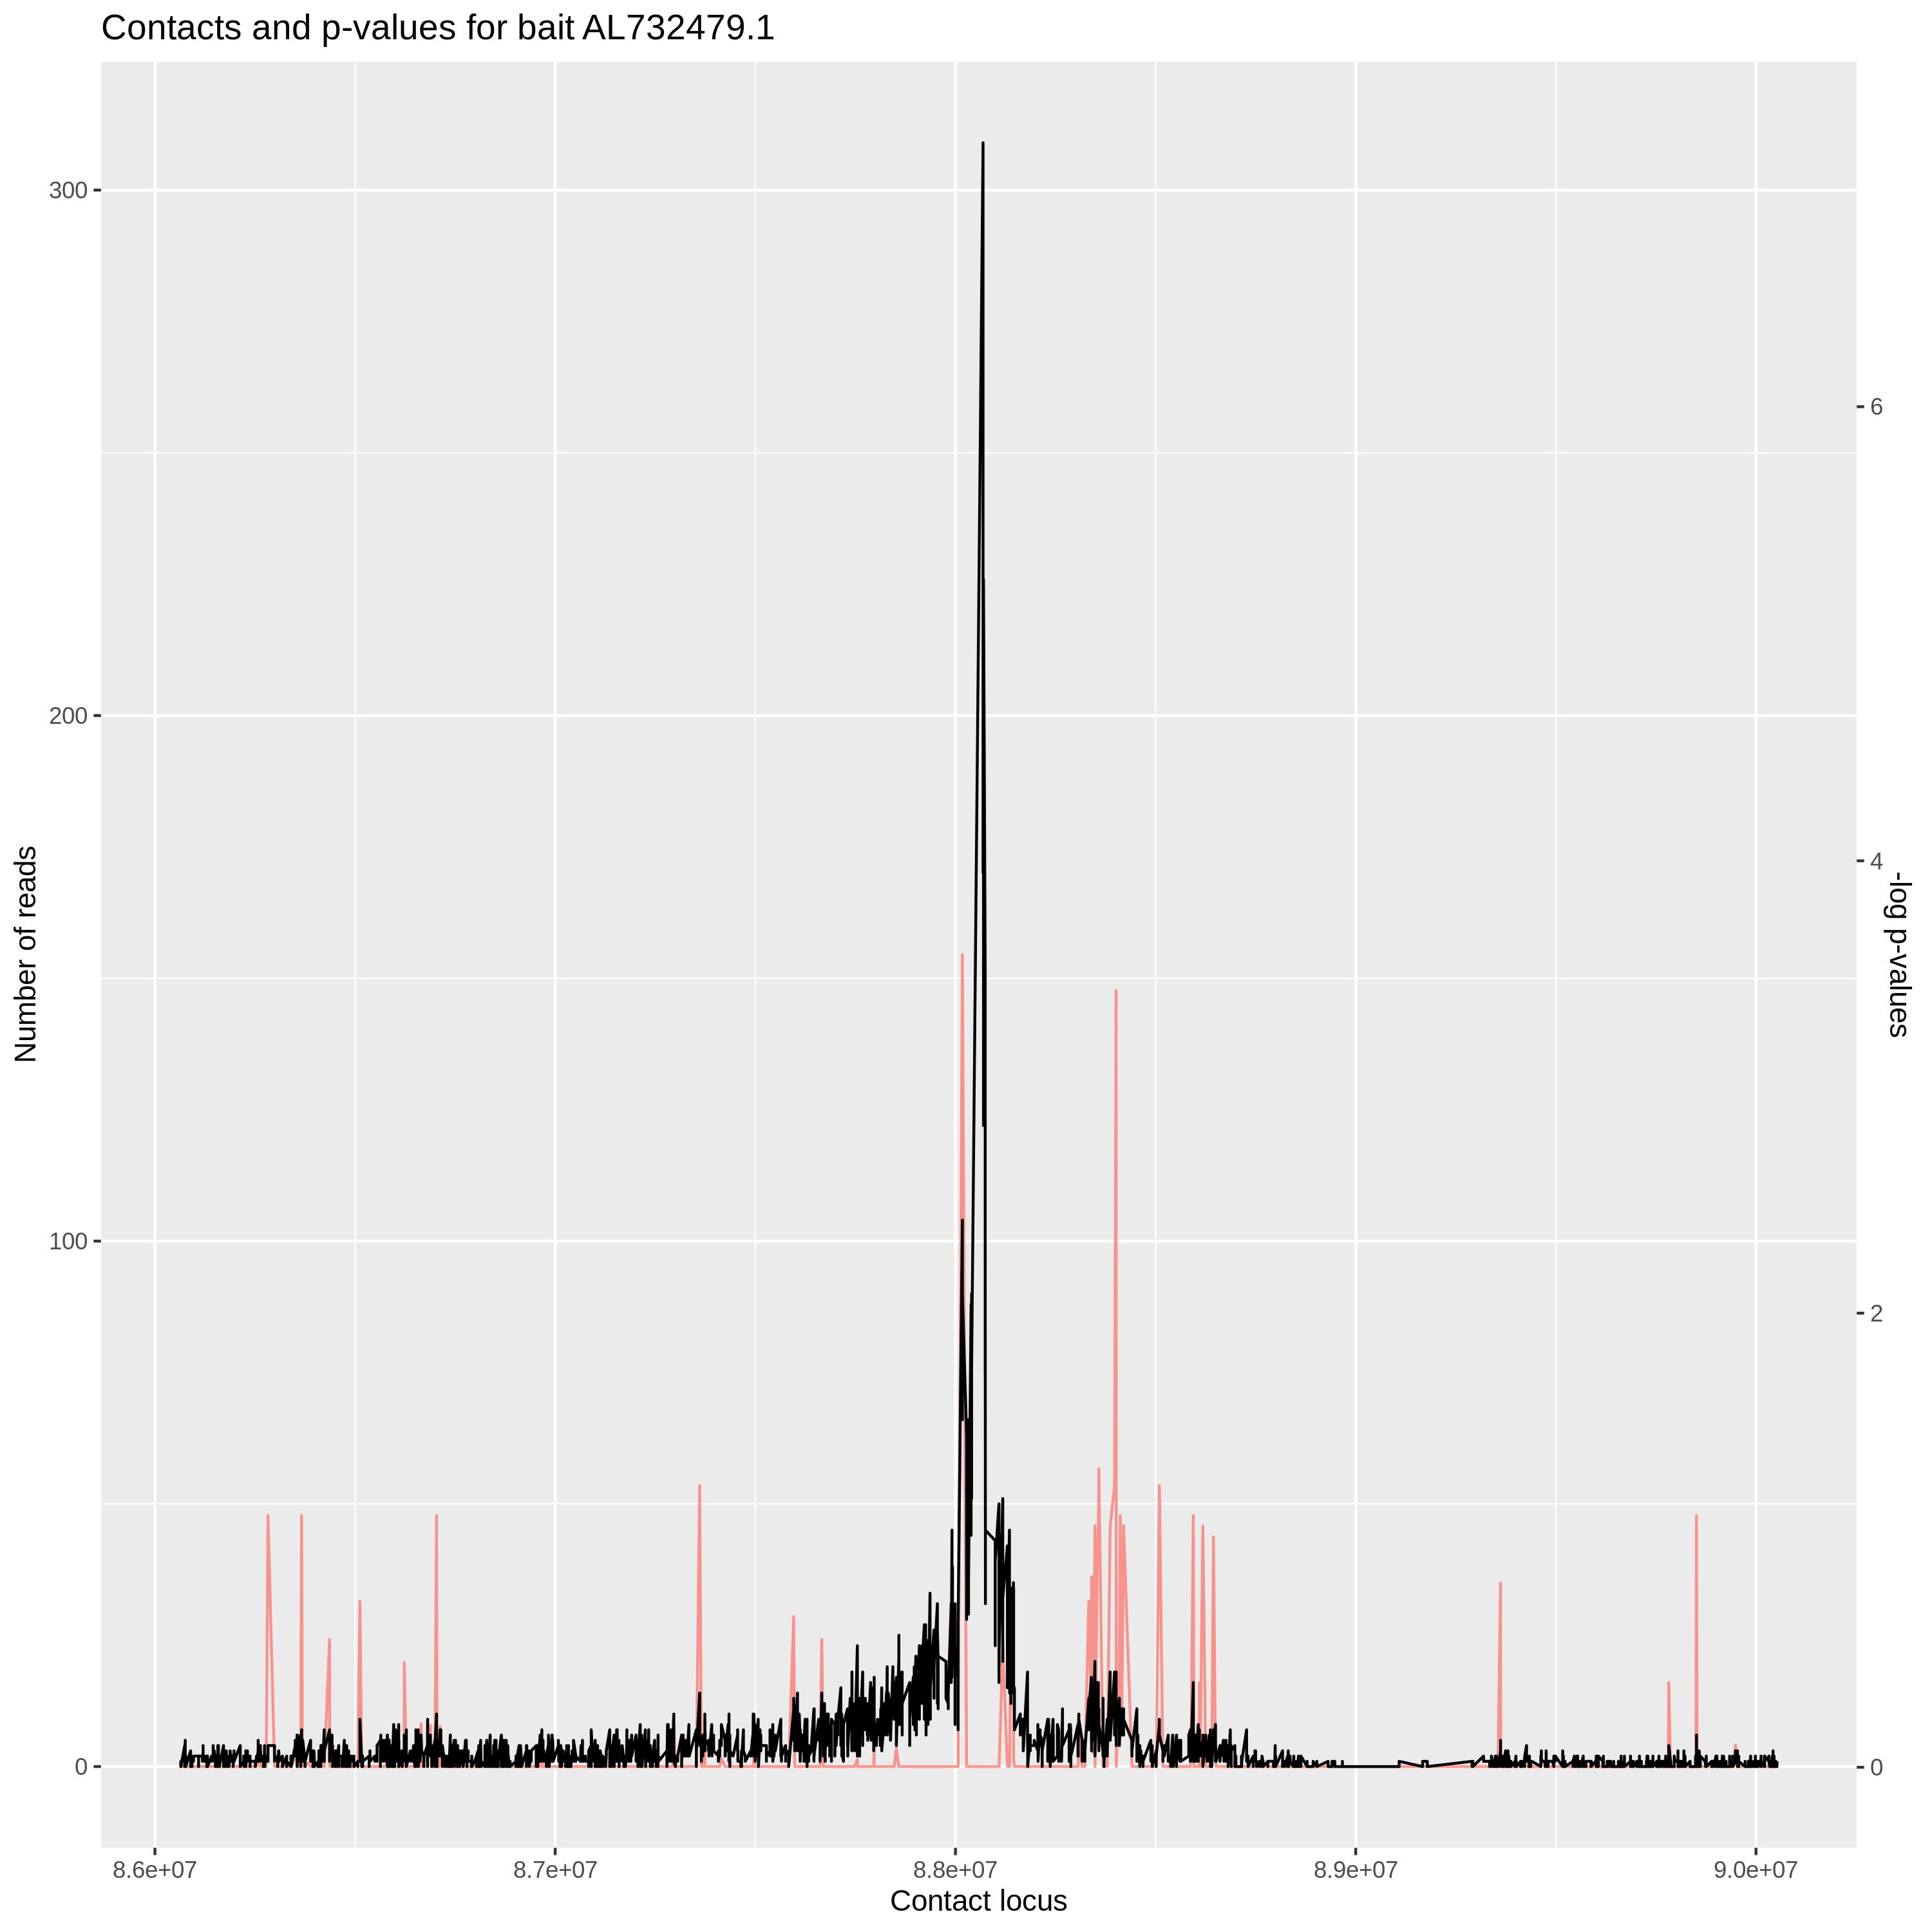 Contacts and p-values for bait AL732479.1
300
200
100
0
Number of reads
6
4
2
0
-log p-values
8.6e+07 8.7e+07 8.8e+07 8.9e+07 9.0e+07
Contact locus